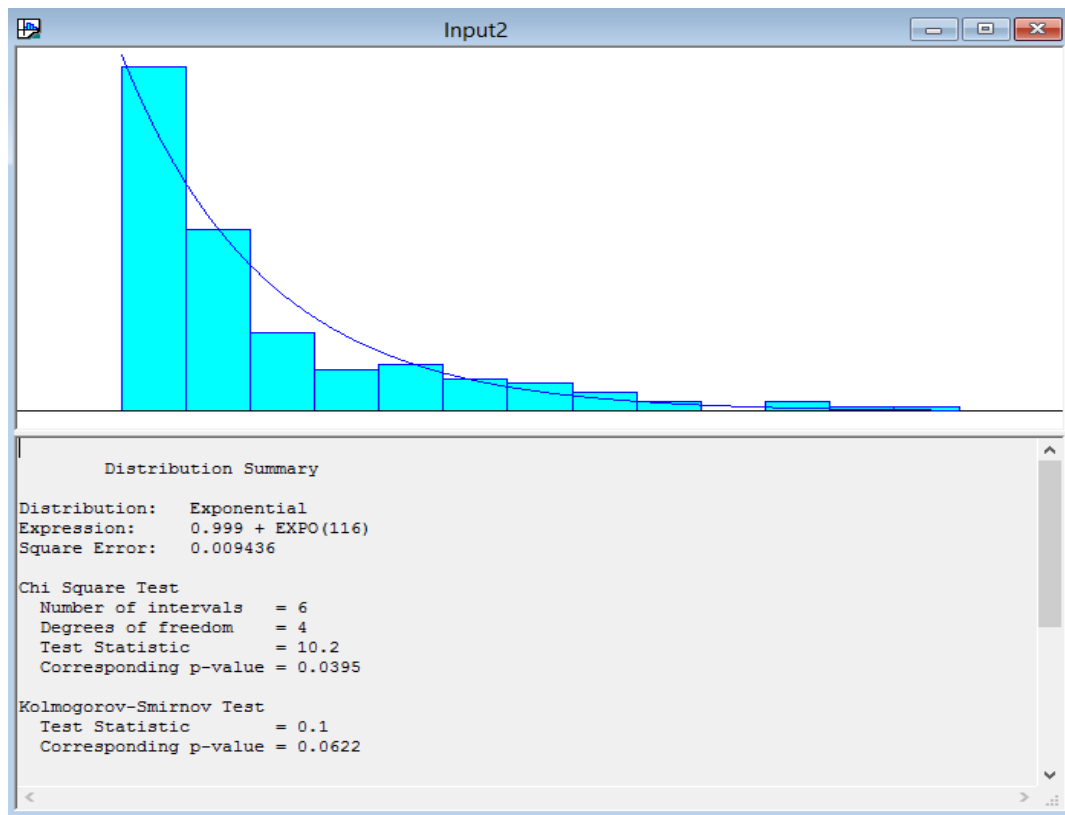 Input2
Distribution Summary
Distribution: Exponential
Expression: 0.999 + EXPO(116)
Square Error: 0.009436
Chi Square Test
Number of intervals = 6
Degrees of freedom = 4
Test Statistic = 10.2
Corresponding p-value = 0.0395
Kolmogorov-Smirnov Test
Test Statistic = 0.1
Corresponding p-value = 0.0622